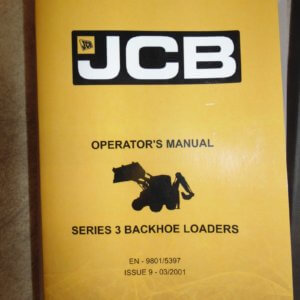 JCB
OPERATOR'S MANUAL
SERIES 3 BACKHOE LOADERS
EN - 9801/5397
ISSUE 9 - 03/2001